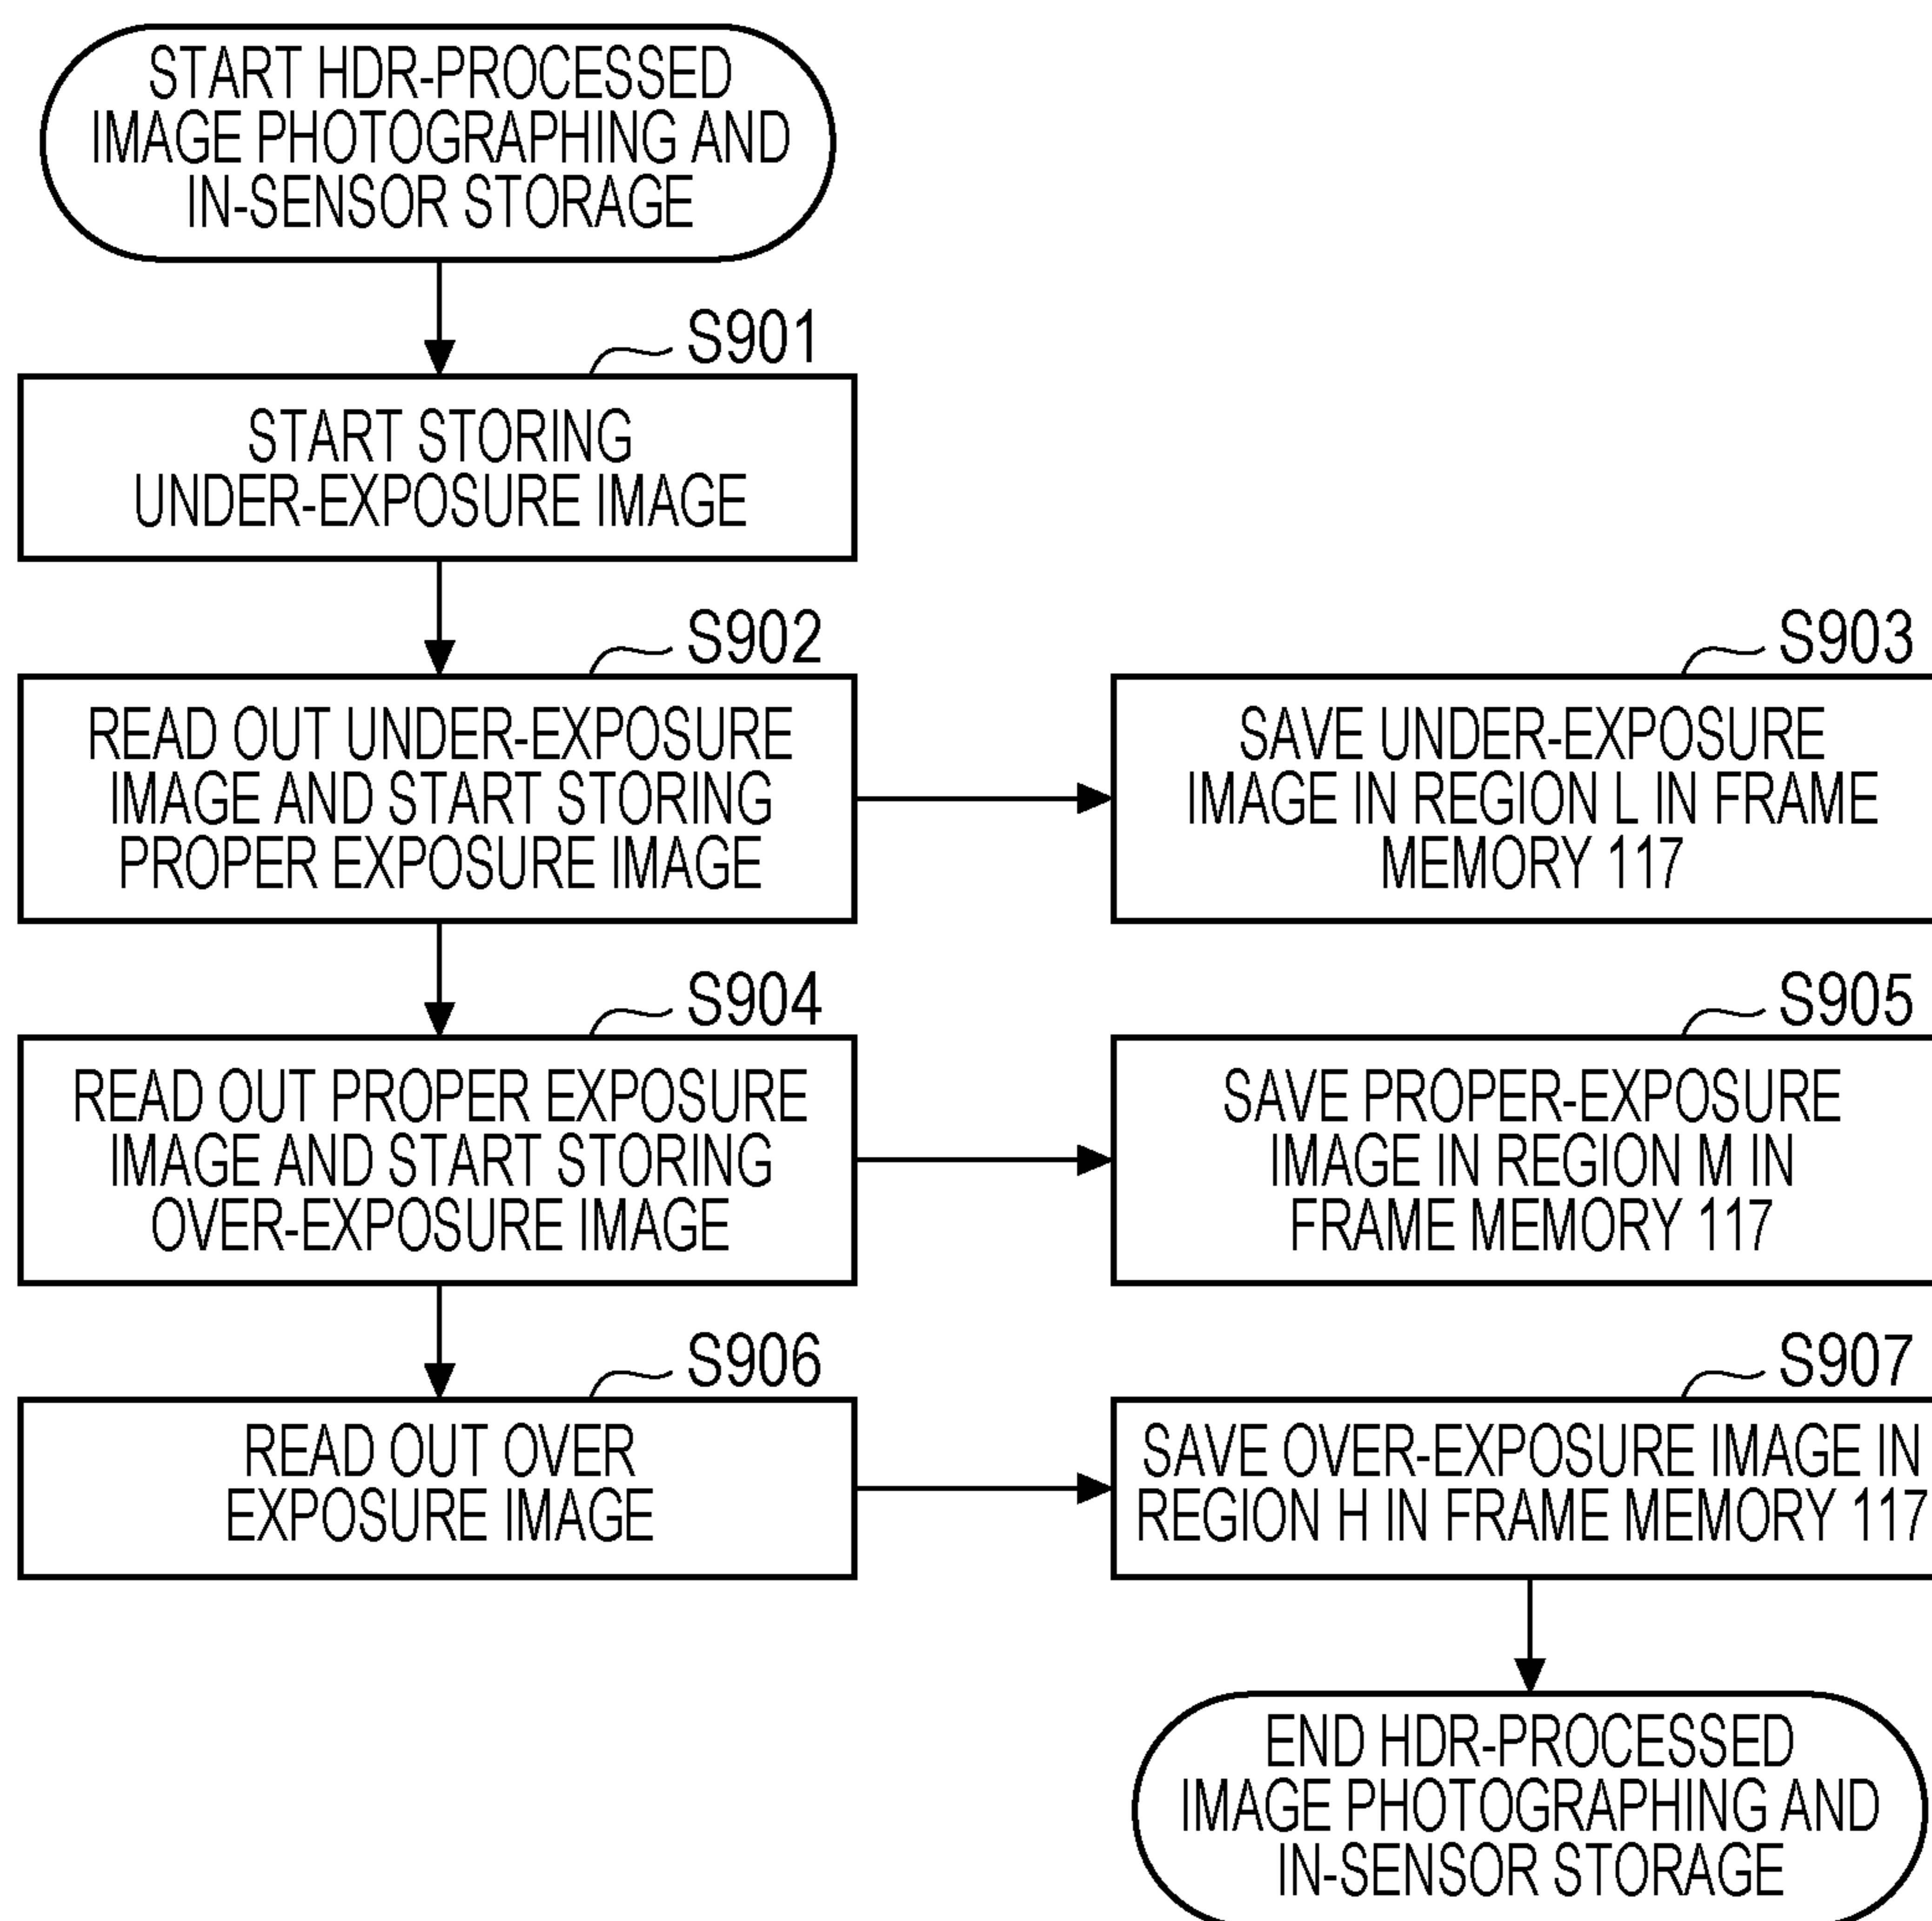 START HDR-PROCESSED
IMAGE PHOTOGRAPHING AND
IN-SENSOR STORAGE
S901
START STORING
UNDER-EXPOSURE IMAGE
S902
READ OUT UNDER-EXPOSURE
IMAGE AND START STORING
PROPER EXPOSURE IMAGE
S903
SAVE UNDER-EXPOSURE
IMAGE IN REGION L IN FRAME
MEMORY 117
S904
READ OUT PROPER EXPOSURE
IMAGE AND START STORING
OVER-EXPOSURE IMAGE
S905
SAVE PROPER-EXPOSURE
IMAGE IN REGION M IN
FRAME MEMORY 117
S906
READ OUT OVER
EXPOSURE IMAGE
S907
SAVE OVER-EXPOSURE IMAGE IN
REGION H IN FRAME MEMORY 117
END HDR-PROCESSED
IMAGE PHOTOGRAPHING AND
IN-SENSOR STORAGE